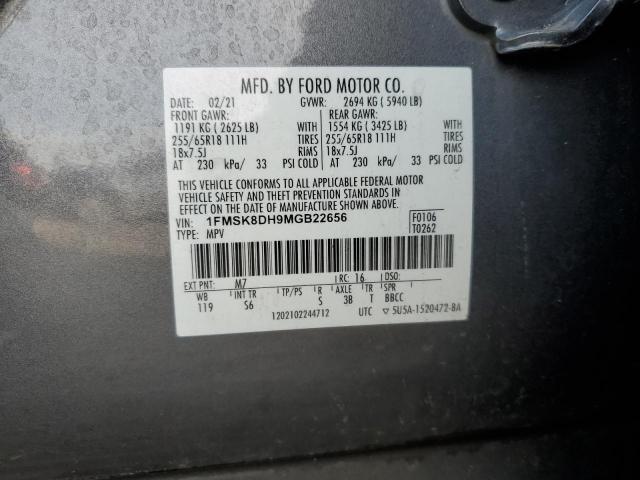 MFD. BY FORD MOTOR CO.
DATE: 02/21 GVWR: 2694 KG ( 5940 LB)
FRONT GAWR: REAR GAWR:
1191 KG ( 2625 LB) WITH 1554 KG ( 3425 LB) WITH
255/65R18 111H TIRES 255/65R18 111H TIRES
18x7.5J RIMS 18x7.5J RIMS
AT 230 kPa/ 33 PSI COLD AT 230 kPa/ 33 PSI COLD
THIS VEHICLE CONFORMS TO ALL APPLICABLE FEDERAL MOTOR
VEHICLE SAFETY AND THEFT PREVENTION STANDARDS IN
EFFECT ON THE DATE OF MANUFACTURE SHOWN ABOVE.
VIN: 1FMSK8DH9MGB22656 F0106
TYPE: MPV T0262
EXT PNT: M7 RC: 16 DSO:
WB INT TR TP/PS R AXLE TR SPR
119 S6 S 3B T BBCC
1202102244712 UTC ▽ 5U5A-1520472-BA